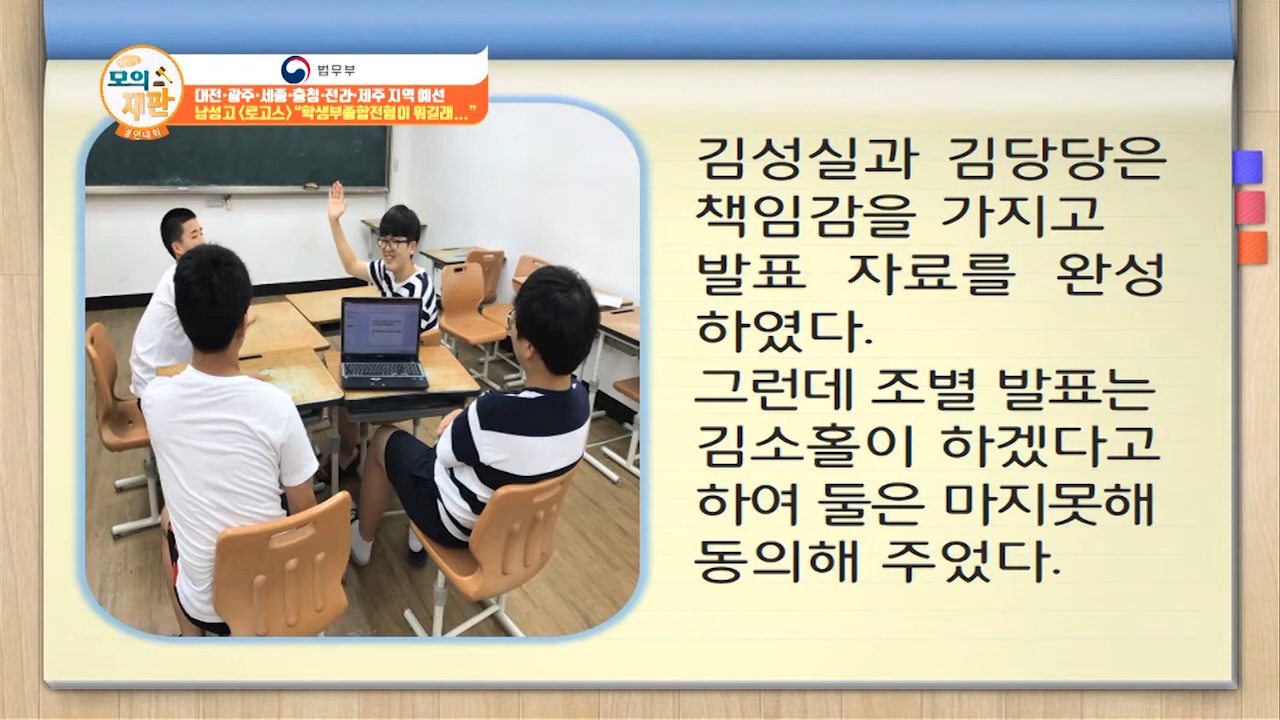 모의
재판
경연대회
법무부
대전·광주·세종·충청·전라·제주 지역 예선
남성고 <로고스> "학생부종합전형이 뭐길래..."
김성실과 김당당은
책임감을 가지고
발표 자료를 완성
하였다.
그런데 조별 발표는
김소홀이 하겠다고
하여 둘은 마지못해
동의해 주었다.